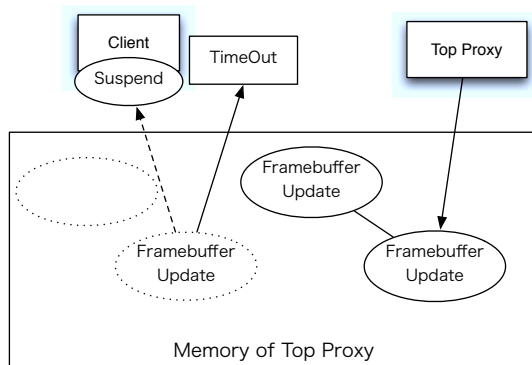 Client
Suspend
TimeOut
Top Proxy
Framebuffer
Update
Framebuffer
Update
Framebuffer
Update
Memory of Top Proxy